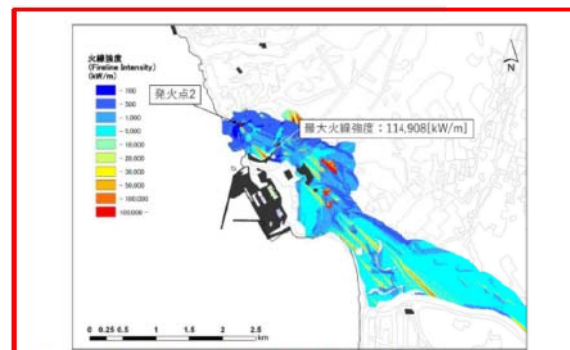 火線強度
(Fireline Intensity)
(kW/m)
- 100
- 500
- 1,000
- 5,000
- 10,000
- 20,000
- 30,000
- 50,000
- 100,000
100,000 -
発火点2
最大火線強度：114,908[kW/m]
N
0 0.25 0.5 1 1.5 2 2.5
km